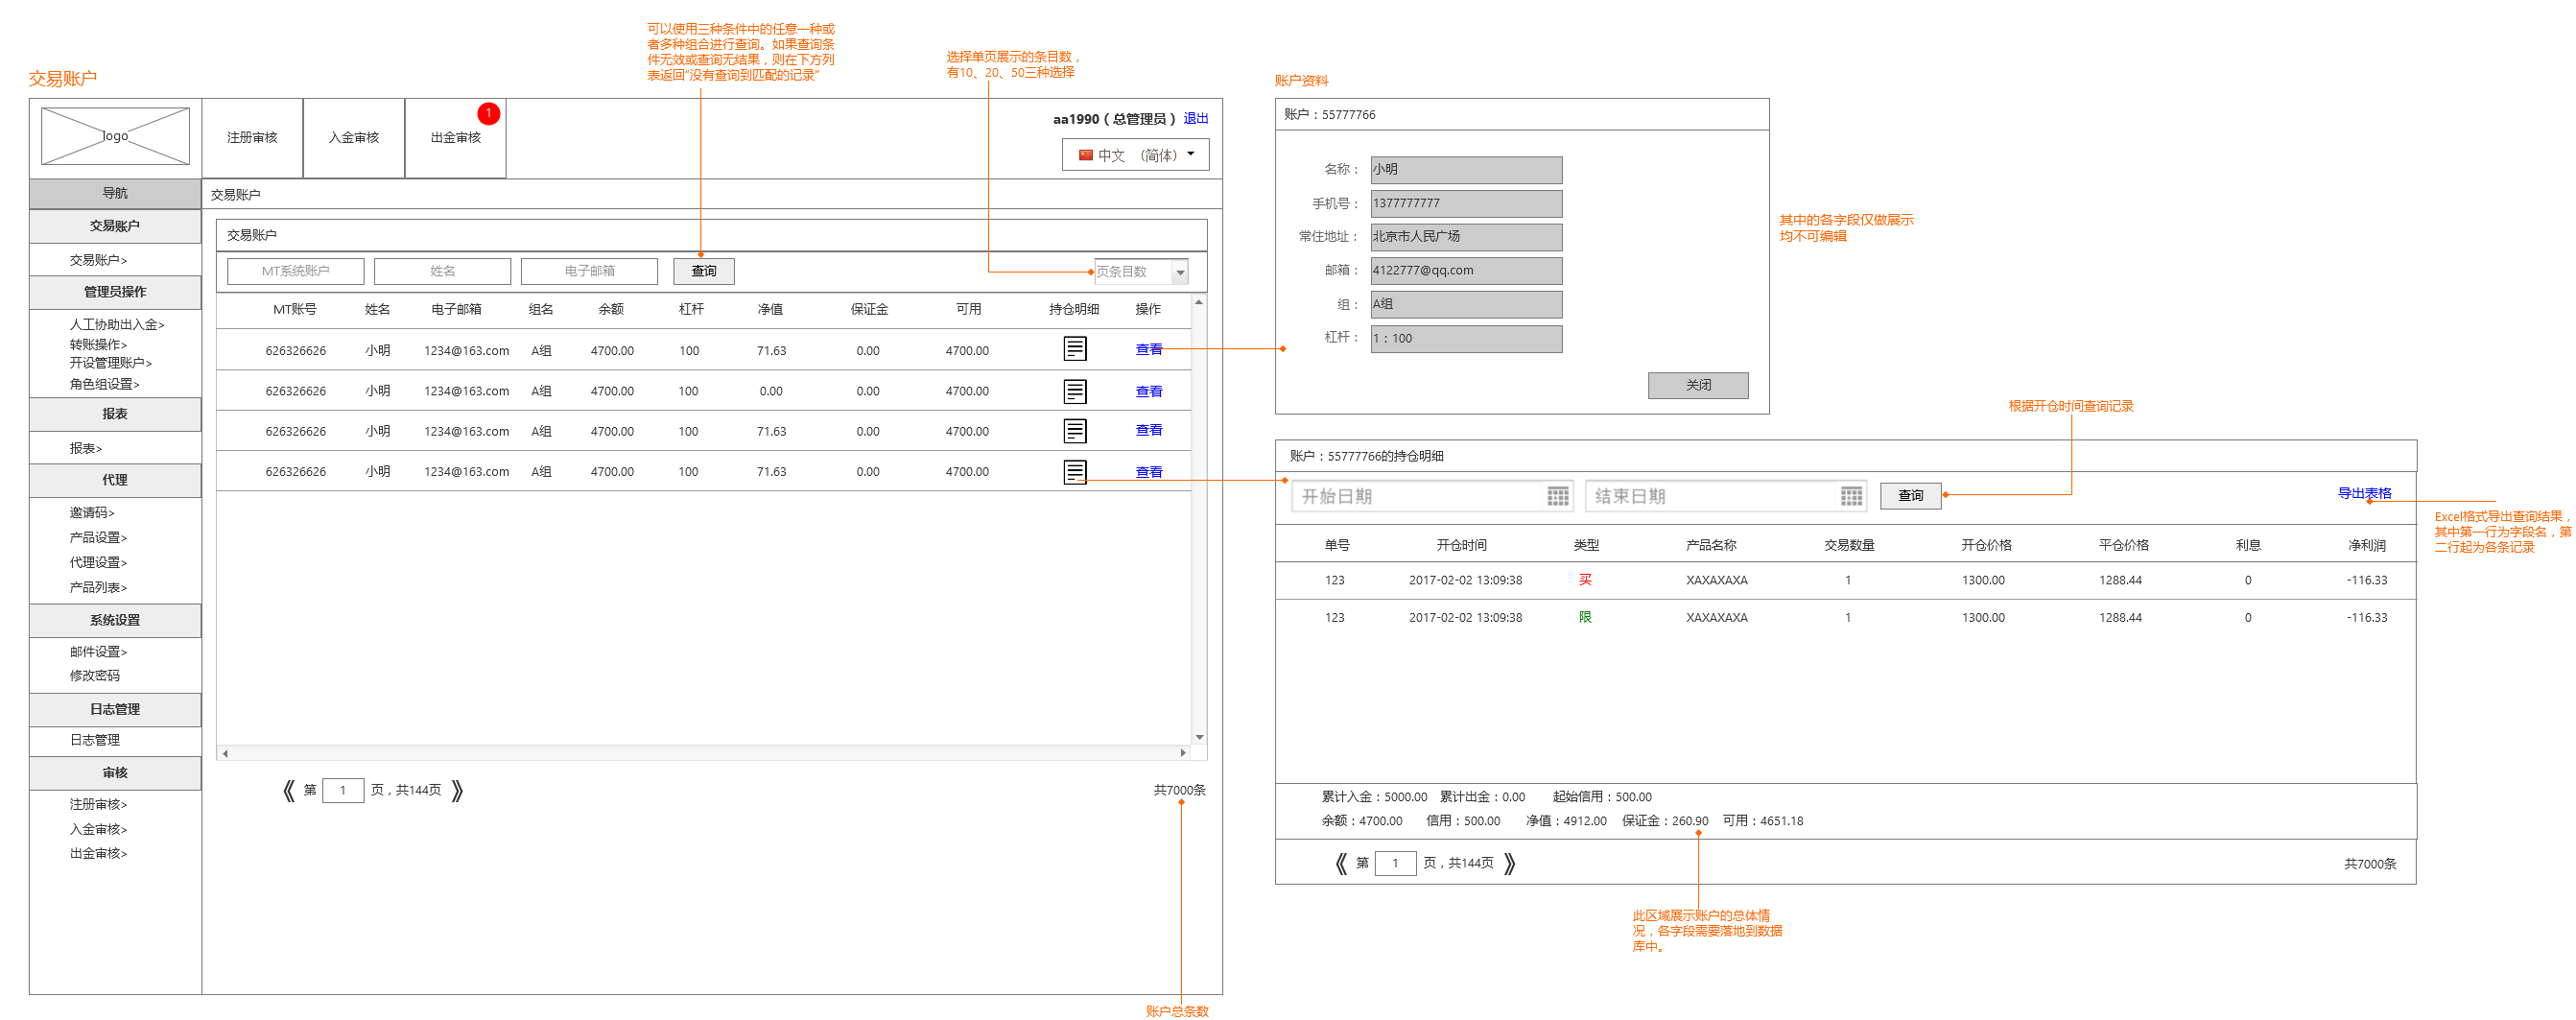 可以使用三种条件中的任意一种或
者多种组合进行查询。如果查询条
件无效或查询无结果，则在下方列
表返回"没有查询到匹配的记录"
选择单页展示的条目数，
有10、20、50三种选择
交易账户
logo
注册审核
入金审核
出金审核
1
aa1990（总管理员） 退出
中文 （简体）
导航
交易账户
交易账户>
管理员操作
人工协助出入金>
转账操作>
开设管理账户>
角色组设置>
报表
报表>
代理
邀请码>
产品设置>
代理设置>
产品列表>
系统设置
邮件设置>
修改密码
日志管理
日志管理
审核
注册审核>
入金审核>
出金审核>
交易账户
交易账户
MT系统账户 姓名 电子邮箱 查询 页条目数
MT账号 姓名 电子邮箱 组名 余额 杠杆 净值 保证金 可用 持仓明细 操作
626326626 小明 1234@163.com A组 4700.00 100 71.63 0.00 4700.00 查看
626326626 小明 1234@163.com A组 4700.00 100 0.00 0.00 4700.00 查看
626326626 小明 1234@163.com A组 4700.00 100 71.63 0.00 4700.00 查看
626326626 小明 1234@163.com A组 4700.00 100 71.63 0.00 4700.00 查看
第 1 页，共144页
共7000条
账户总条数
账户资料
账户：55777766
名称： 小明
手机号： 1377777777
常住地址： 北京市人民广场
邮箱： 4122777@qq.com
组： A组
杠杆： 1：100
关闭
其中的各字段仅做展示
均不可编辑
根据开仓时间查询记录
账户：55777766的持仓明细
开始日期 结束日期 查询 导出表格
Excel格式导出查询结果，
其中第一行为字段名，第
二行起为各条记录
单号 开仓时间 类型 产品名称 交易数量 开仓价格 平仓价格 利息 净利润
123 2017-02-02 13:09:38 买 XAXAXAXA 1 1300.00 1288.44 0 -116.33
123 2017-02-02 13:09:38 限 XAXAXAXA 1 1300.00 1288.44 0 -116.33
累计入金：5000.00 累计出金：0.00 起始信用：500.00
余额：4700.00 信用：500.00 净值：4912.00 保证金：260.90 可用：4651.18
第 1 页，共144页
共7000条
此区域展示账户的总体情
况，各字段需要落地到数据
库中。